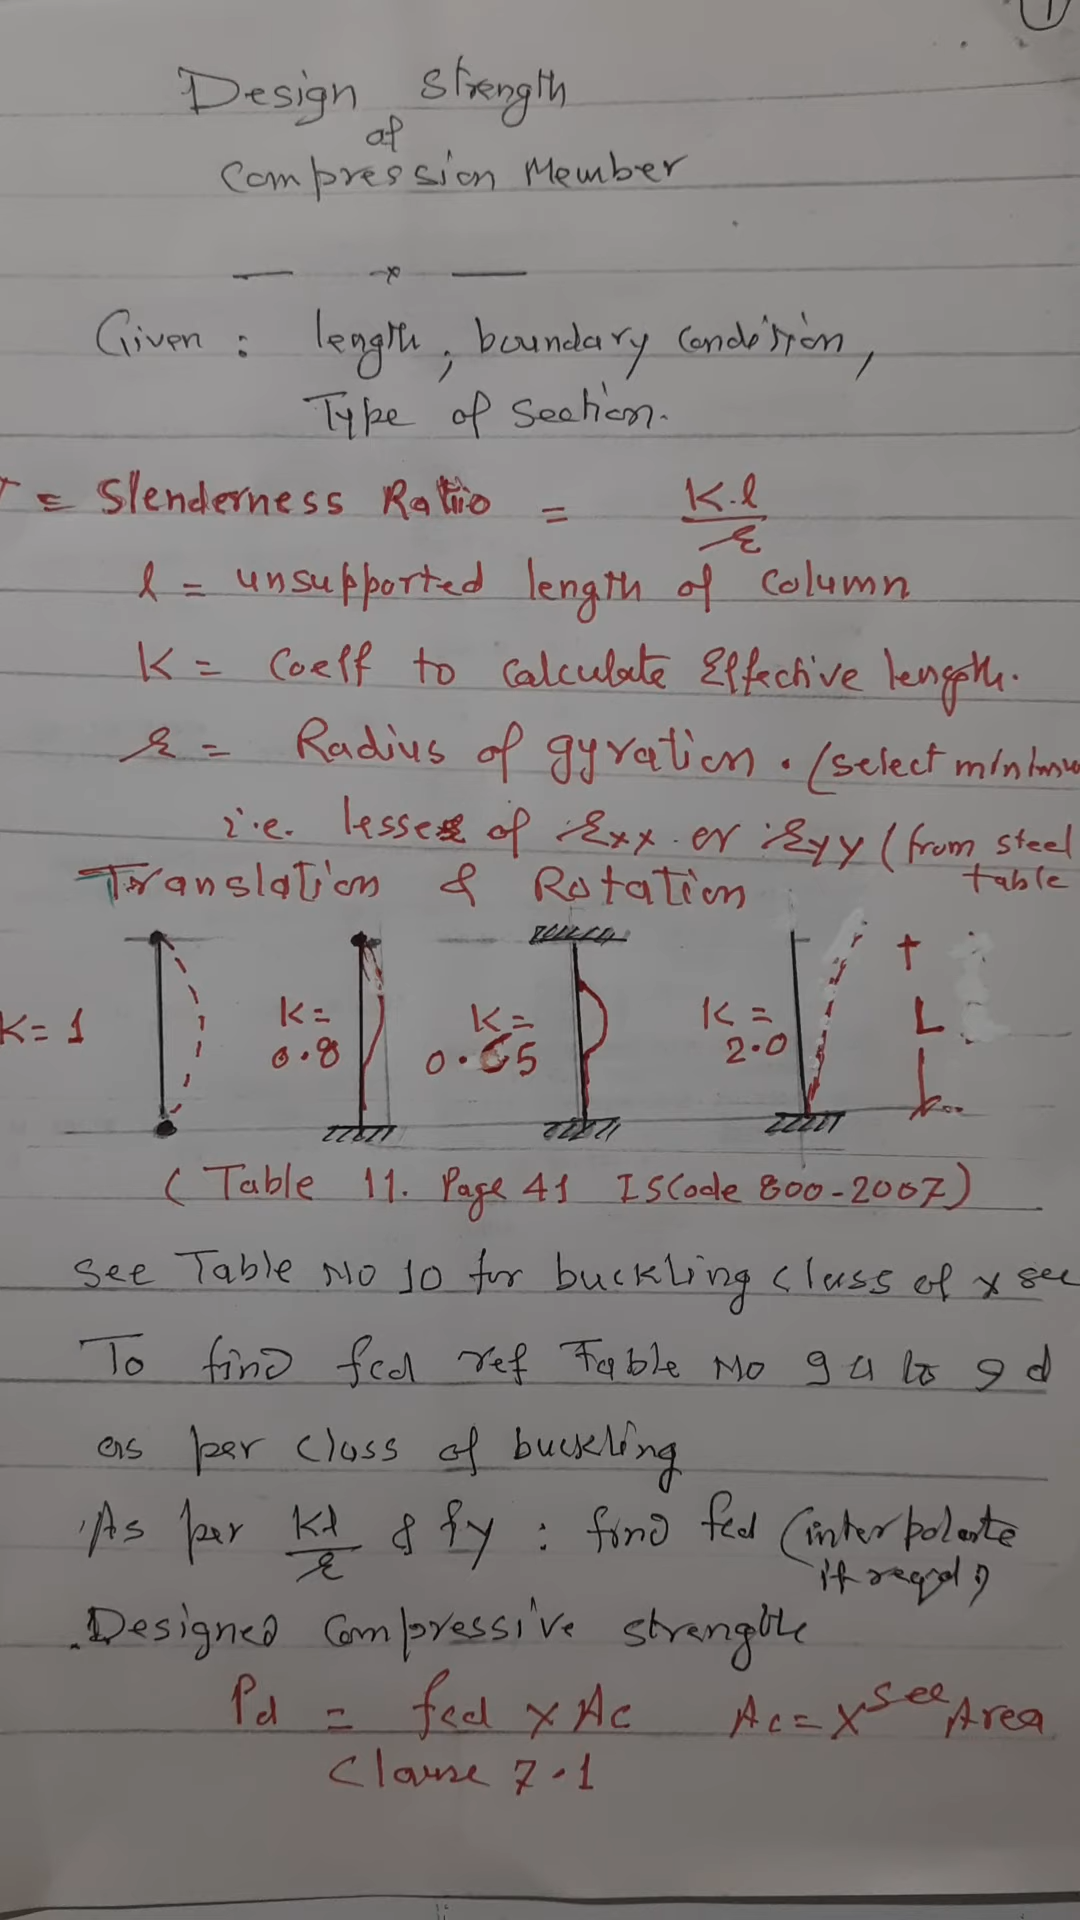 1
Design Strength
of
Compression Member
Given : length, boundary condition,
Type of Section.
= Slenderness Ratio = K.l / r
l = unsupported length of column
K = Coeff to calculate Effective length.
r = Radius of gyration. (select minimu
i.e. lesser of rxx or ryy (from steel
table
Translation & Rotation
K = 1
K = 0.8
K = 0.65
K = 2.0
L
(Table 11. Page 41 IS Code 800-2007)
See Table No 10 for buckling class of x sec
To find fcd ref Table No 9 a to 9 d
as per class of buckling
As per Kl / r & fy : find fcd (interpolate
if reqd)
Designed Compressive strength
Pd = fcd x Ac Ac = x sec Area
Clause 7.1